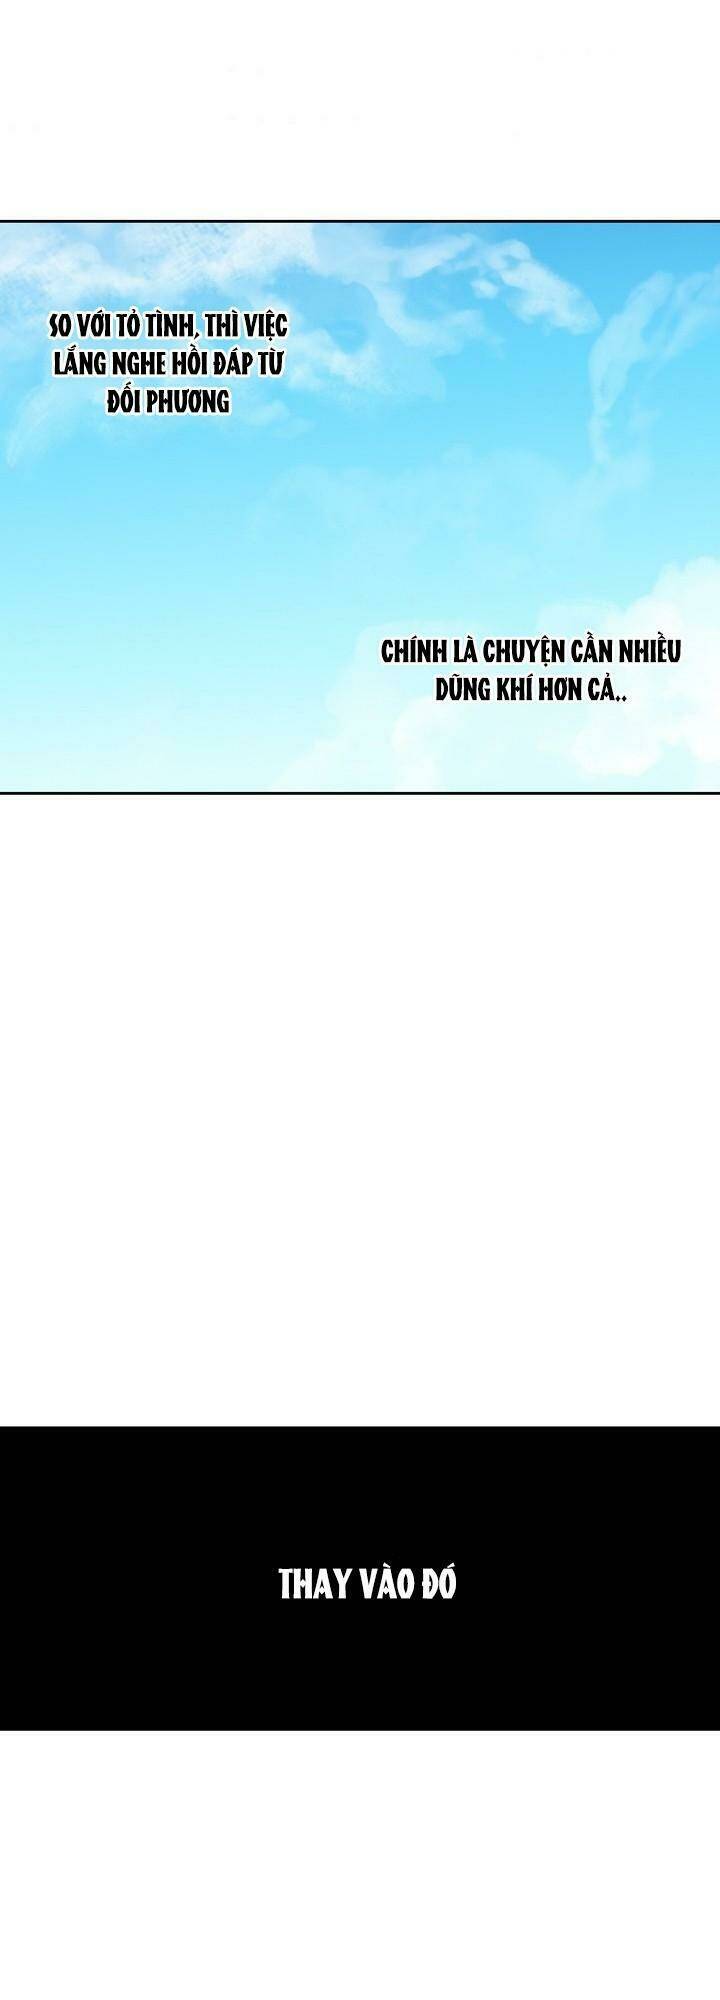 SO VỚI TỎ TÌNH, THÌ VIỆC
LẮNG NGHE HỒI ĐÁP TỪ
ĐỐI PHƯƠNG
CHÍNH LÀ CHUYỆN CẦN NHIỀU
DŨNG KHÍ HƠN CẢ..
THAY VÀO ĐÓ